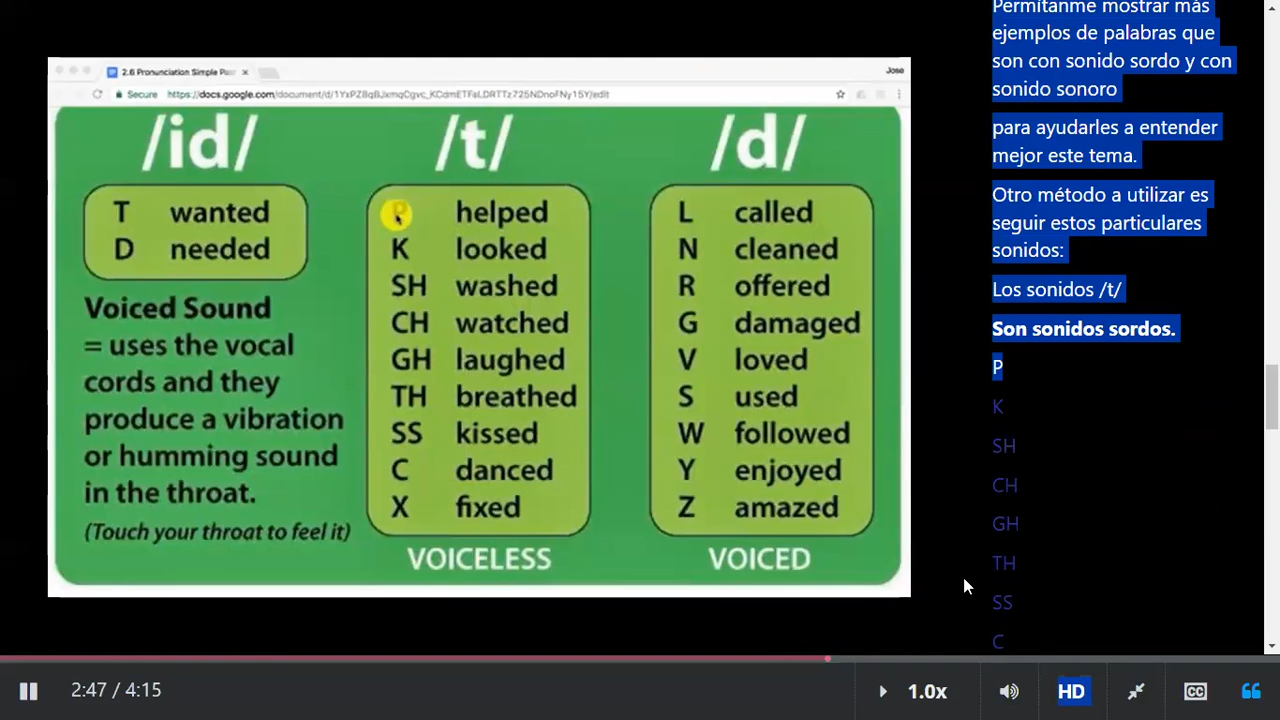 2.6 Pronunciation Simple Pas
Jose
Secure
/id/
T wanted
D needed
Voiced Sound
= uses the vocal
cords and they
produce a vibration
or humming sound
in the throat.
(Touch your throat to feel it)
/t/
P helped
K looked
SH washed
CH watched
GH laughed
TH breathed
SS kissed
C danced
X fixed
VOICELESS
/d/
L called
N cleaned
R offered
G damaged
V loved
S used
W followed
Y enjoyed
Z amazed
VOICED
Permítanme mostrar más
ejemplos de palabras que
son con sonido sordo y con
sonido sonoro
para ayudarles a entender
mejor este tema.
Otro método a utilizar es
seguir estos particulares
sonidos:
Los sonidos /t/
Son sonidos sordos.
P
K
SH
CH
GH
TH
SS
C
2:47 / 4:15
1.0x
HD
CC